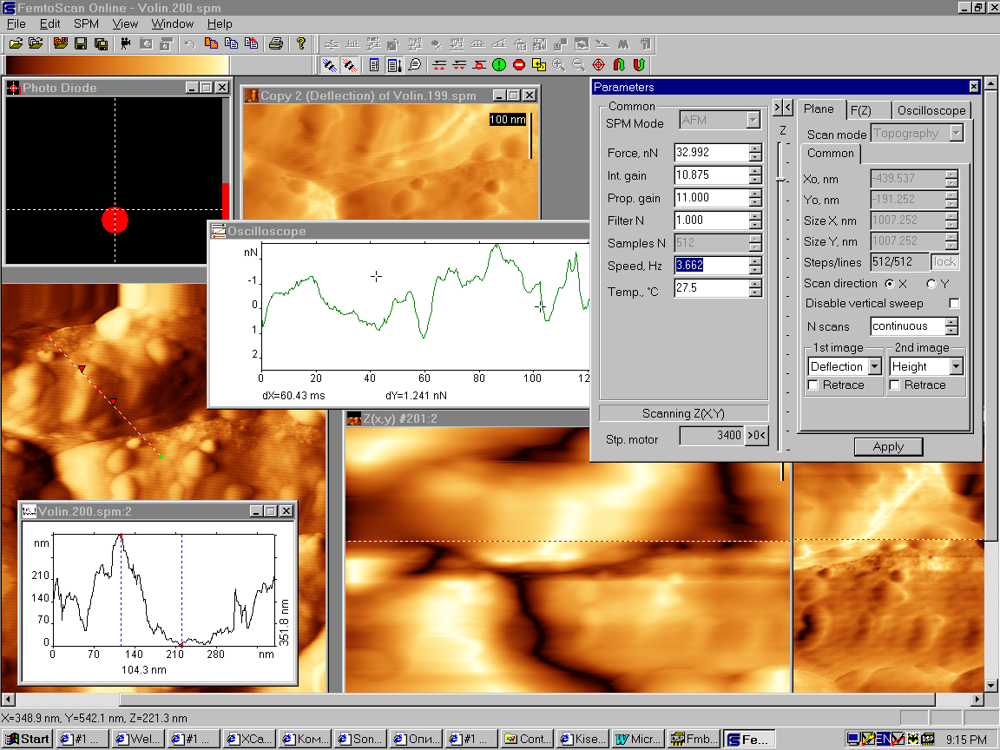 FemtoScan Online - Volin.200.spm
File Edit SPM View Window Help
Photo Diode
Copy 2 (Deflection) of Volin.199.spm
100 nm
Oscilloscope
nN
-1
0
1
2
0 20 40 60 80 100 12
dX=60.43 ms dY=1.241 nN
Z(x,y) #201:2
Volin.200.spm:2
nm
210
140
70
0
0 70 140 210 280 nm
351.8 nm
104.3 nm
Parameters
Common
SPM Mode AFM
Force, nN 32.992
Int. gain 10.875
Prop. gain 11.000
Filter N 1.000
Samples N 512
Speed, Hz 3.662
Temp., °C 27.5
Scanning Z(X,Y)
Stp. motor 3400 >0<
Z
Plane F(Z) Oscilloscope
Scan mode Topography
Common
Xo, nm -439.537
Yo, nm -191.252
Size X, nm 1007.252
Size Y, nm 1007.252
Steps/lines 512/512 lock
Scan direction X Y
Disable vertical sweep
N scans continuous
1st image 2nd image
Deflection Height
Retrace Retrace
Apply
X=348.9 nm, Y=542.1 nm, Z=221.3 nm
Start #1 ... Wel... #1 ... XCa... Ком... Son... Опи... #1 ... Cont... Kise... Micr... Fmb... Fe... EN DSP 9:15 PM